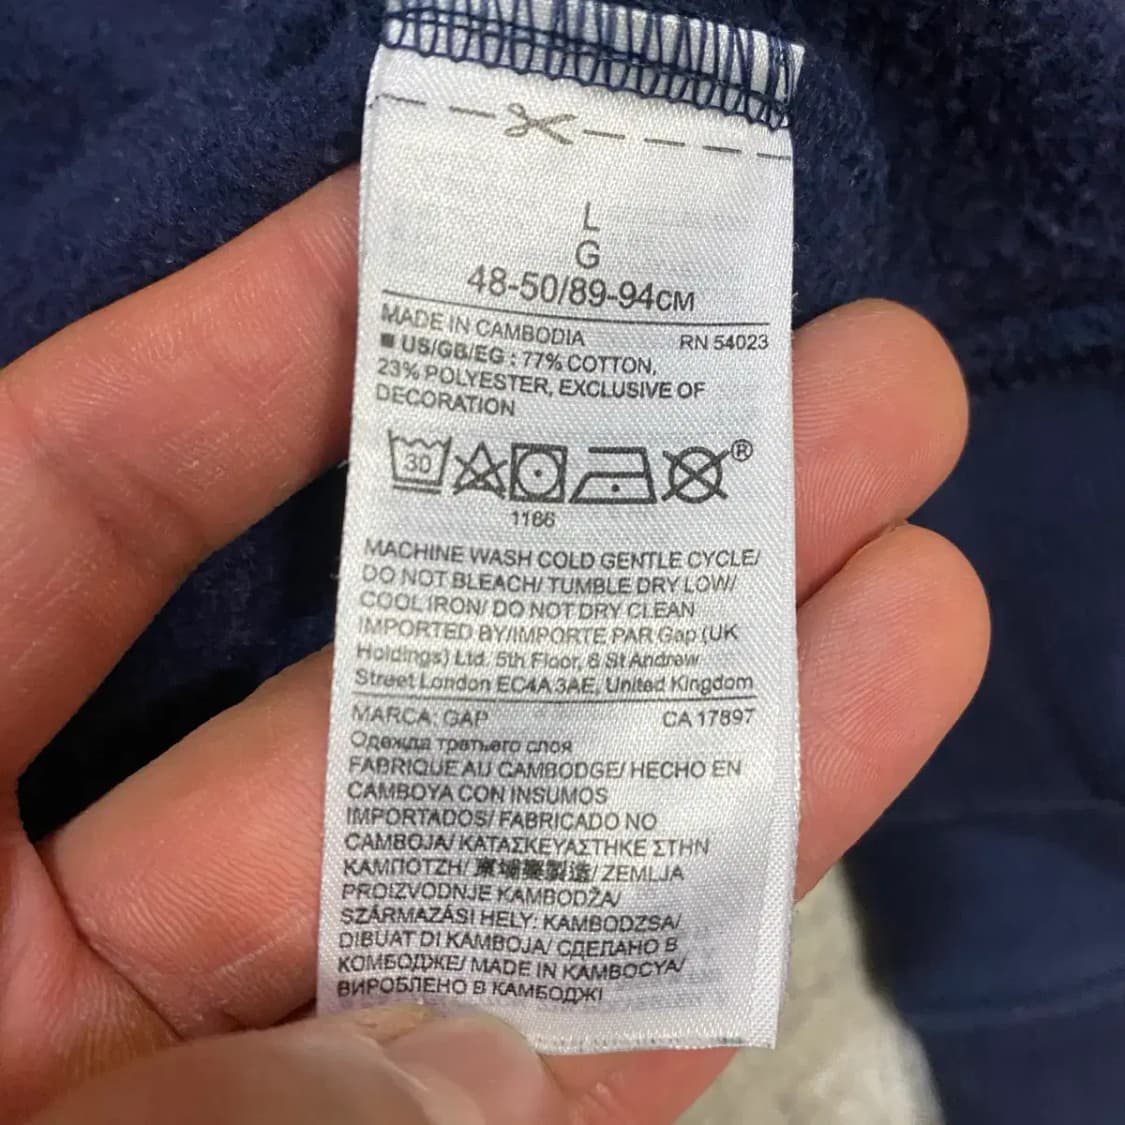 L
G
48-50/89-94CM
MADE IN CAMBODIA RN 54023
■ US/GB/EG : 77% COTTON,
23% POLYESTER, EXCLUSIVE OF
DECORATION
30 ®
1166
MACHINE WASH COLD GENTLE CYCLE/
DO NOT BLEACH/ TUMBLE DRY LOW/
COOL IRON/ DO NOT DRY CLEAN
IMPORTED BY/IMPORTE PAR Gap (UK
Holdings) Ltd. 5th Floor, 6 St Andrew
Street London EC4A 3AE, United Kingdom
MARCA: GAP CA 17897
Одежда третьего слоя
FABRIQUE AU CAMBODGE/ HECHO EN
CAMBOYA CON INSUMOS
IMPORTADOS/ FABRICADO NO
CAMBOJA/ ΚΑΤΑΣΚΕΥΑΣΤΗΚΕ ΣΤΗΝ
ΚΑΜΠΟΤΖΗ/ 柬埔寨製造/ ZEMLJA
PROIZVODNJE KAMBODŽA/
SZÁRMAZÁSI HELY: KAMBODZSA/
DIBUAT DI KAMBOJA/ СДЕЛАНО В
КОМБОДЖЕ/ MADE IN KAMBOCYA/
ВИРОБЛЕНО В КАМБОДЖІ